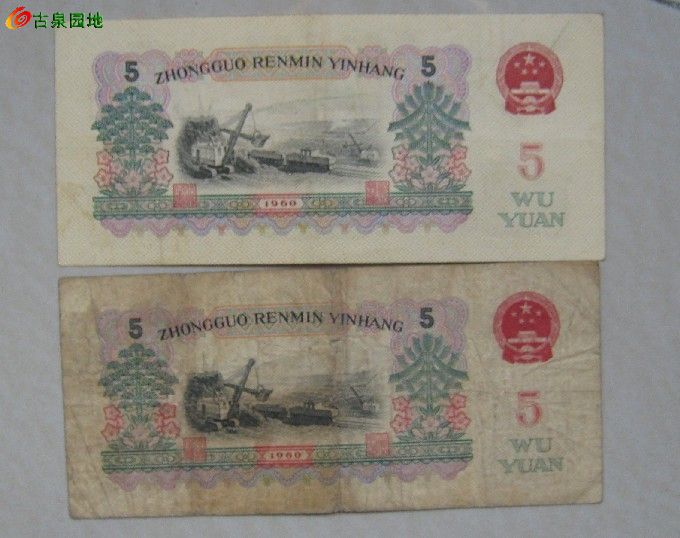 古泉园地
5 ZHONGGUO RENMIN YINHANG 5
5
WU
YUAN
1960
5 ZHONGGUO RENMIN YINHANG 5
5
WU
YUAN
1960